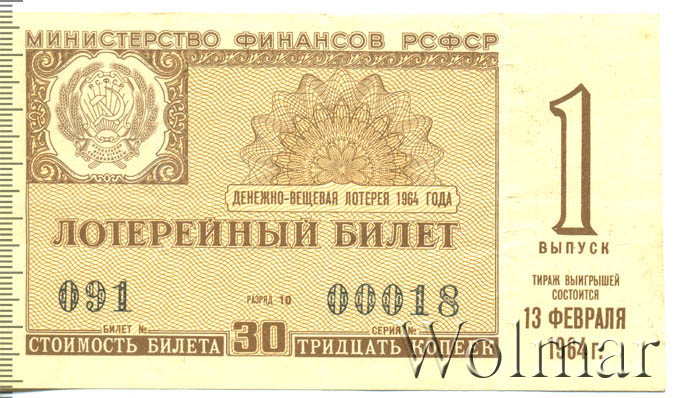 МИНИСТЕРСТВО ФИНАНСОВ РСФСР
ДЕНЕЖНО-ВЕЩЕВАЯ ЛОТЕРЕЯ 1964 ГОДА
ЛОТЕРЕЙНЫЙ БИЛЕТ
091 РАЗРЯД 10 00018
БИЛЕТ № СЕРИЯ №
СТОИМОСТЬ БИЛЕТА 30 ТРИДЦАТЬ КОПЕЕК
1
ВЫПУСК
ТИРАЖ ВЫИГРЫШЕЙ
СОСТОИТСЯ
13 ФЕВРАЛЯ
1964 г.
Wolmar